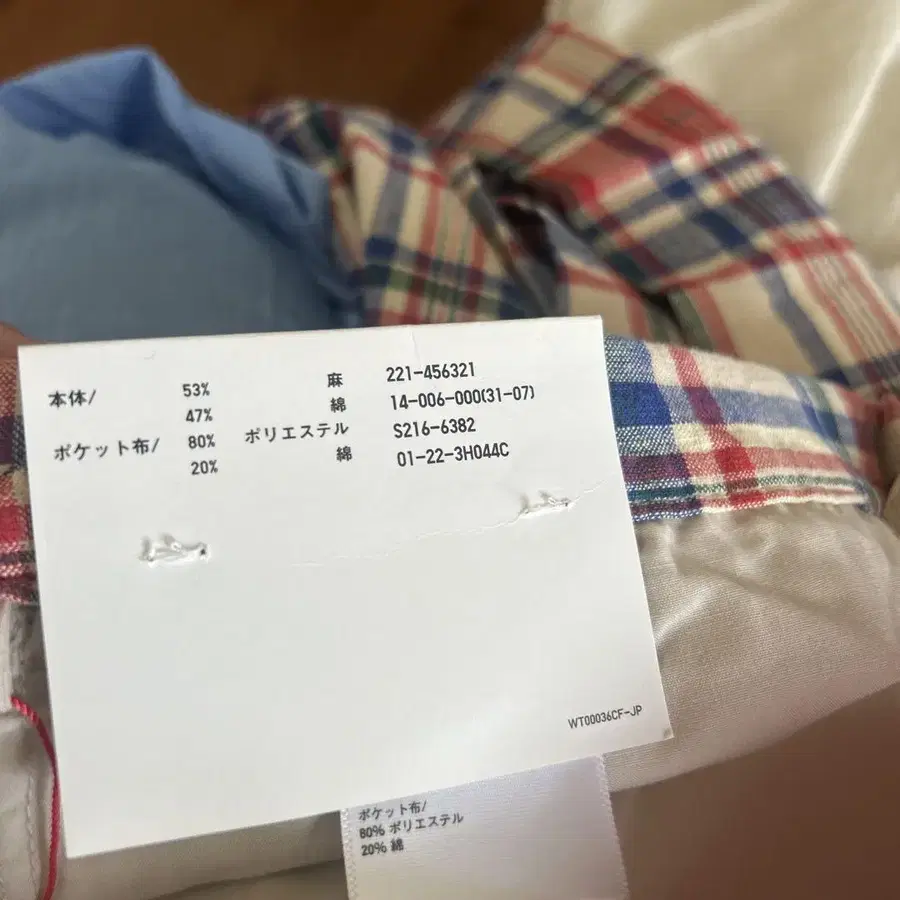 本体/ 53% 麻 221-456321
47% 綿 14-006-000(31-07)
ポケット布/ 80% ポリエステル S216-6382
20% 綿 01-22-3H044C
WT00036CF-JP
ポケット布/
80% ポリエステル
20% 綿